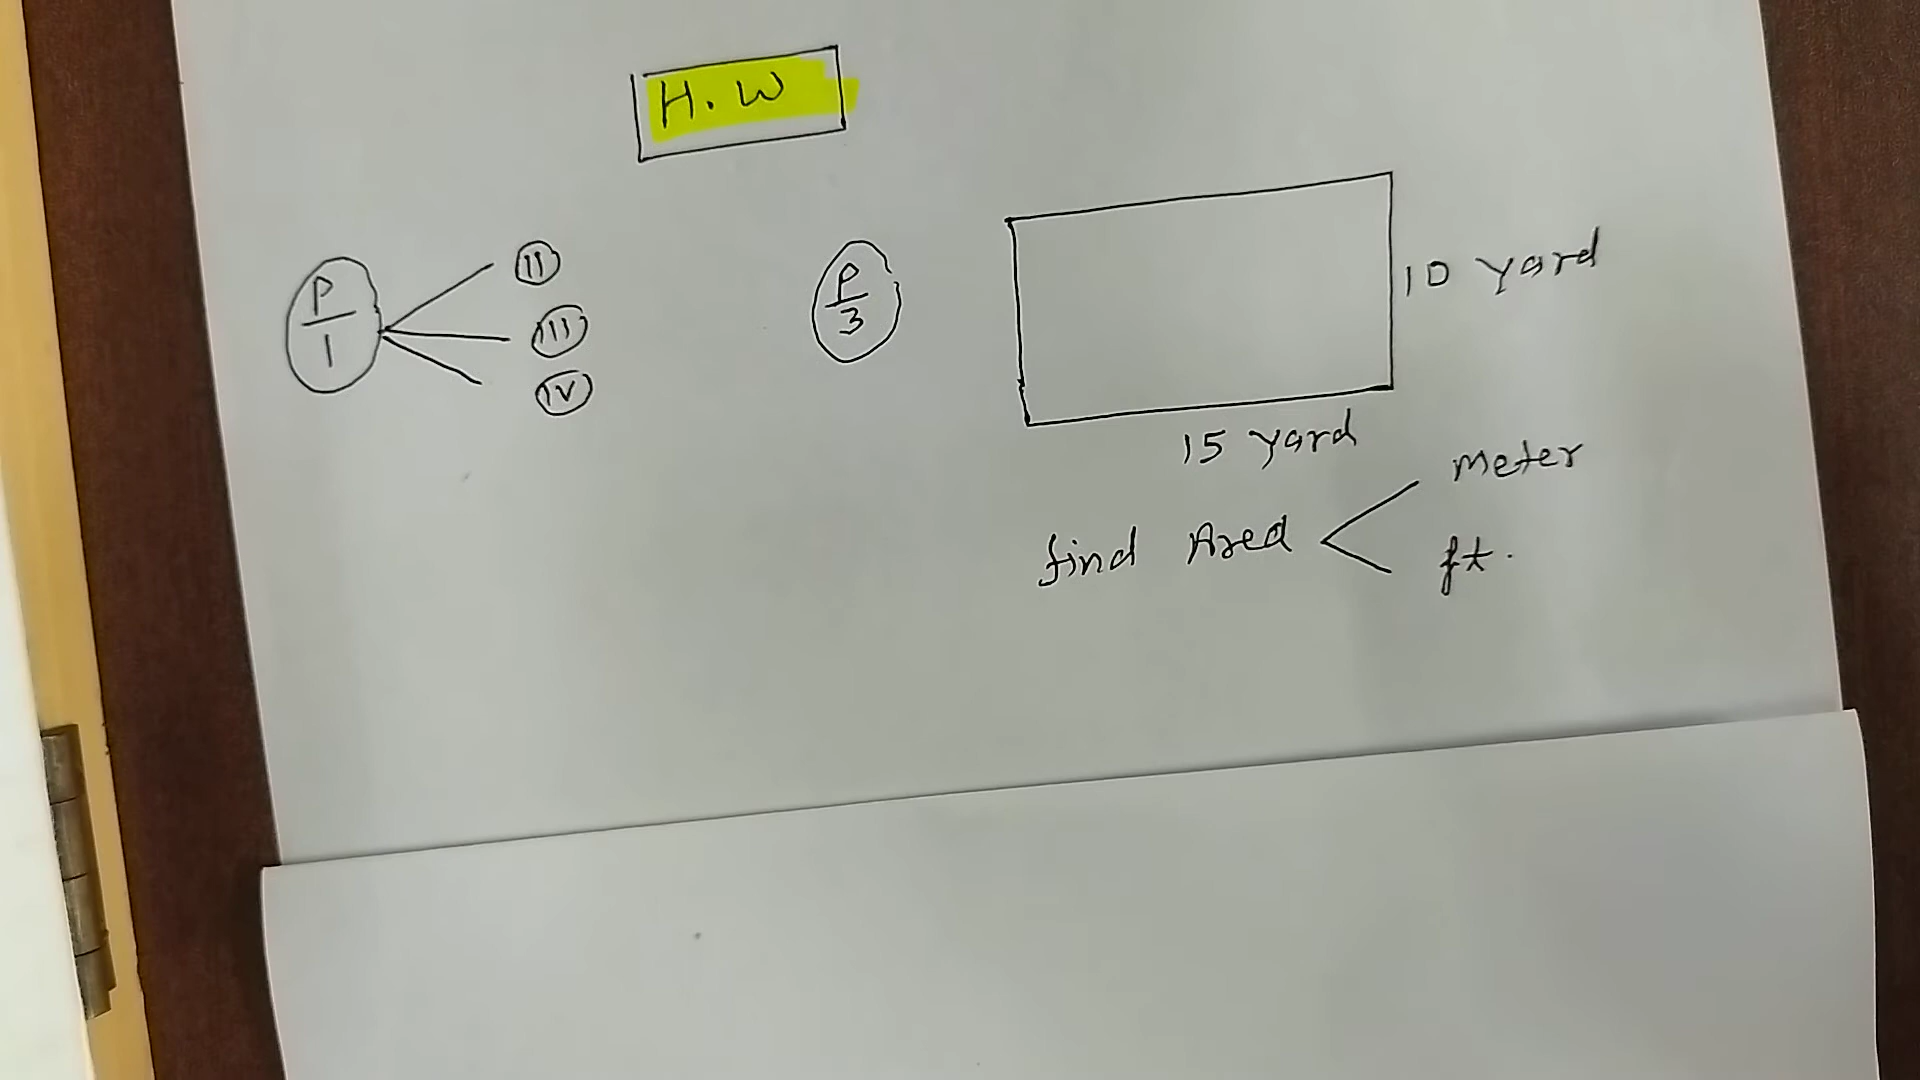 H.W
P/1
II
III
IV
P/3
10 yard
15 yard
find Area
meter
ft.